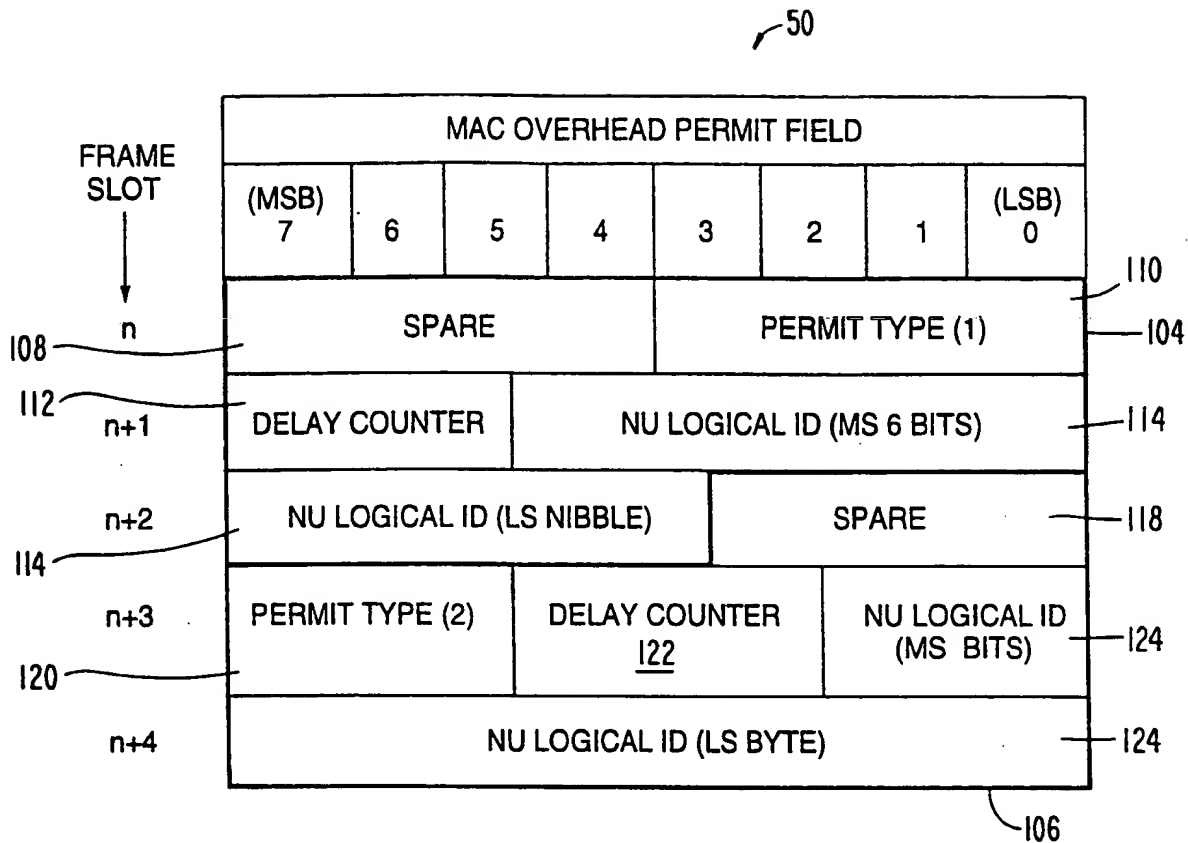 50
MAC OVERHEAD PERMIT FIELD
FRAME
SLOT
(MSB)
7 6 5 4 3 2 1 0
(LSB)
n
SPARE PERMIT TYPE (1)
110
104
108
112
n+1
DELAY COUNTER NU LOGICAL ID (MS 6 BITS)
114
n+2
NU LOGICAL ID (LS NIBBLE) SPARE
118
114
n+3
PERMIT TYPE (2) DELAY COUNTER
122
NU LOGICAL ID
(MS BITS)
124
120
n+4
NU LOGICAL ID (LS BYTE)
124
106